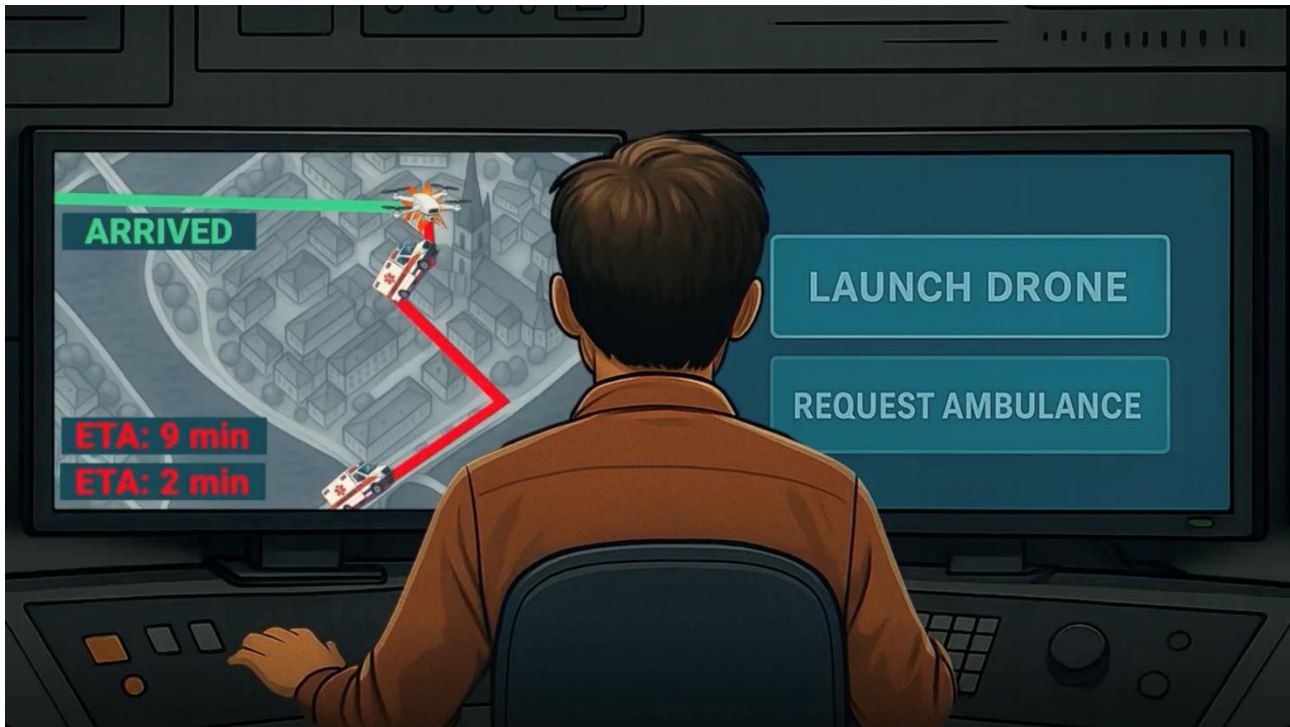 ARRIVED
ETA: 9 min
ETA: 2 min
LAUNCH DRONE
REQUEST AMBULANCE